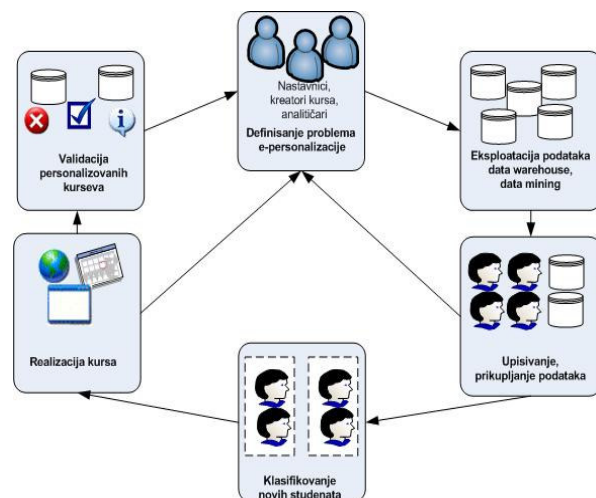 Nastavnici,
kreatori kursa,
analitičari
Definisanje problema
e-personalizacije
Validacija
personalizovanih
kurseva
Eksploatacija podataka
data warehouse,
data mining
Realizacija kursa
Upisivanje,
prikupljanje podataka
Klasifikovanje
novih studenata